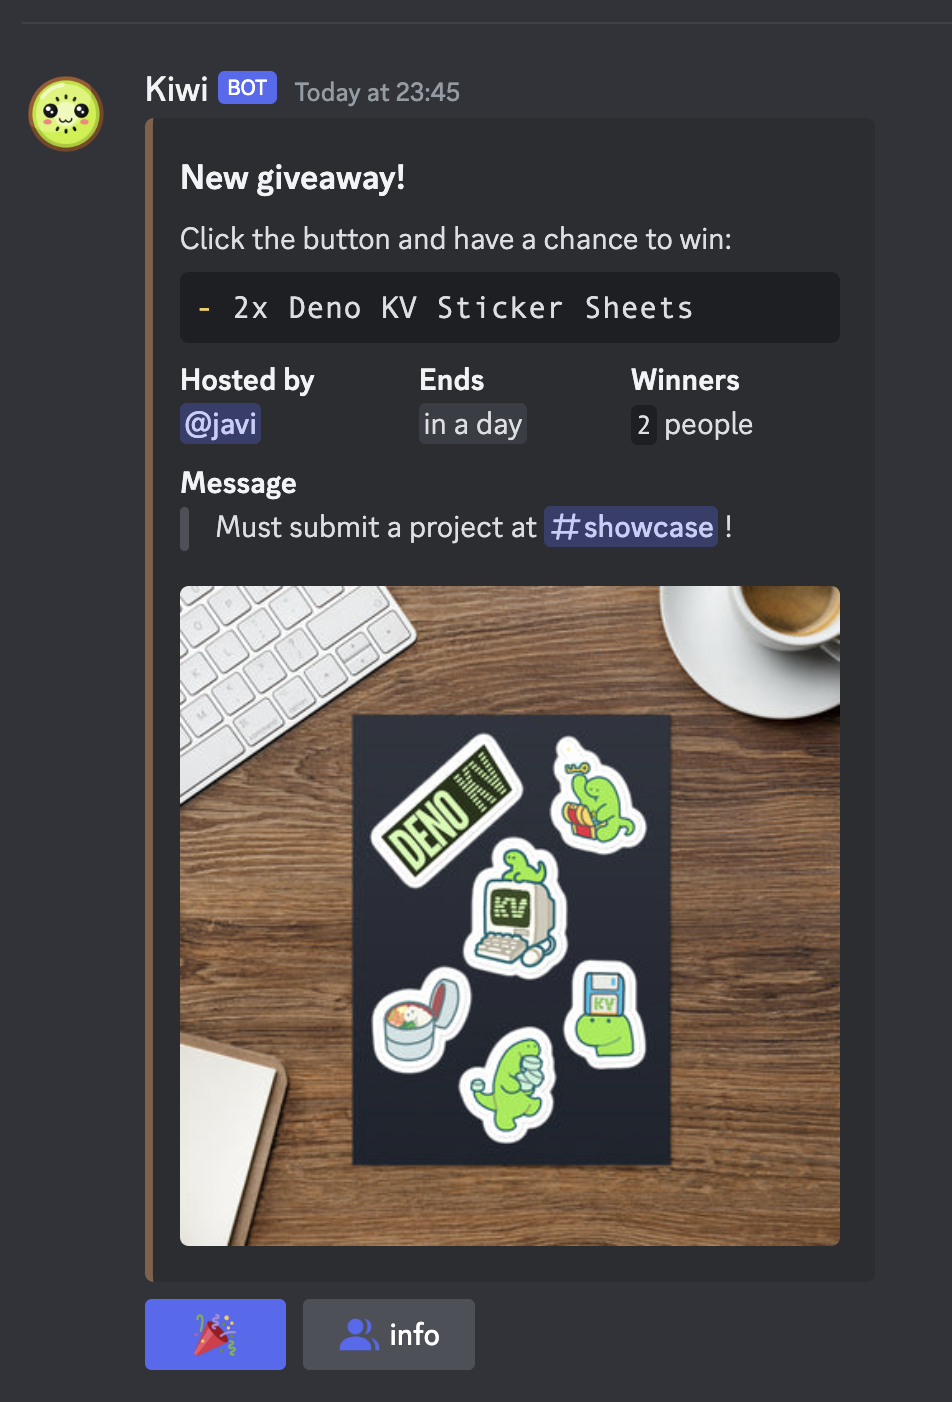 Kiwi BOT Today at 23:45
New giveaway!
Click the button and have a chance to win:
- 2x Deno KV Sticker Sheets
Hosted by Ends Winners
@javi in a day 2 people
Message
Must submit a project at #showcase !
DENO KV
KV
KV
info